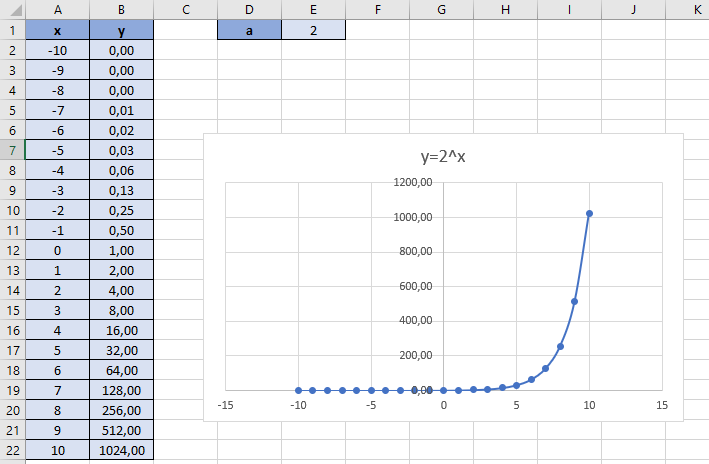 A B C D E F G H I J K
1 x y a 2
2 -10 0,00
3 -9 0,00
4 -8 0,00
5 -7 0,01
6 -6 0,02
7 -5 0,03
8 -4 0,06
9 -3 0,13
10 -2 0,25
11 -1 0,50
12 0 1,00
13 1 2,00
14 2 4,00
15 3 8,00
16 4 16,00
17 5 32,00
18 6 64,00
19 7 128,00
20 8 256,00
21 9 512,00
22 10 1024,00
y=2^x
1200,00
1000,00
800,00
600,00
400,00
200,00
0,00
-15 -10 -5 0 5 10 15